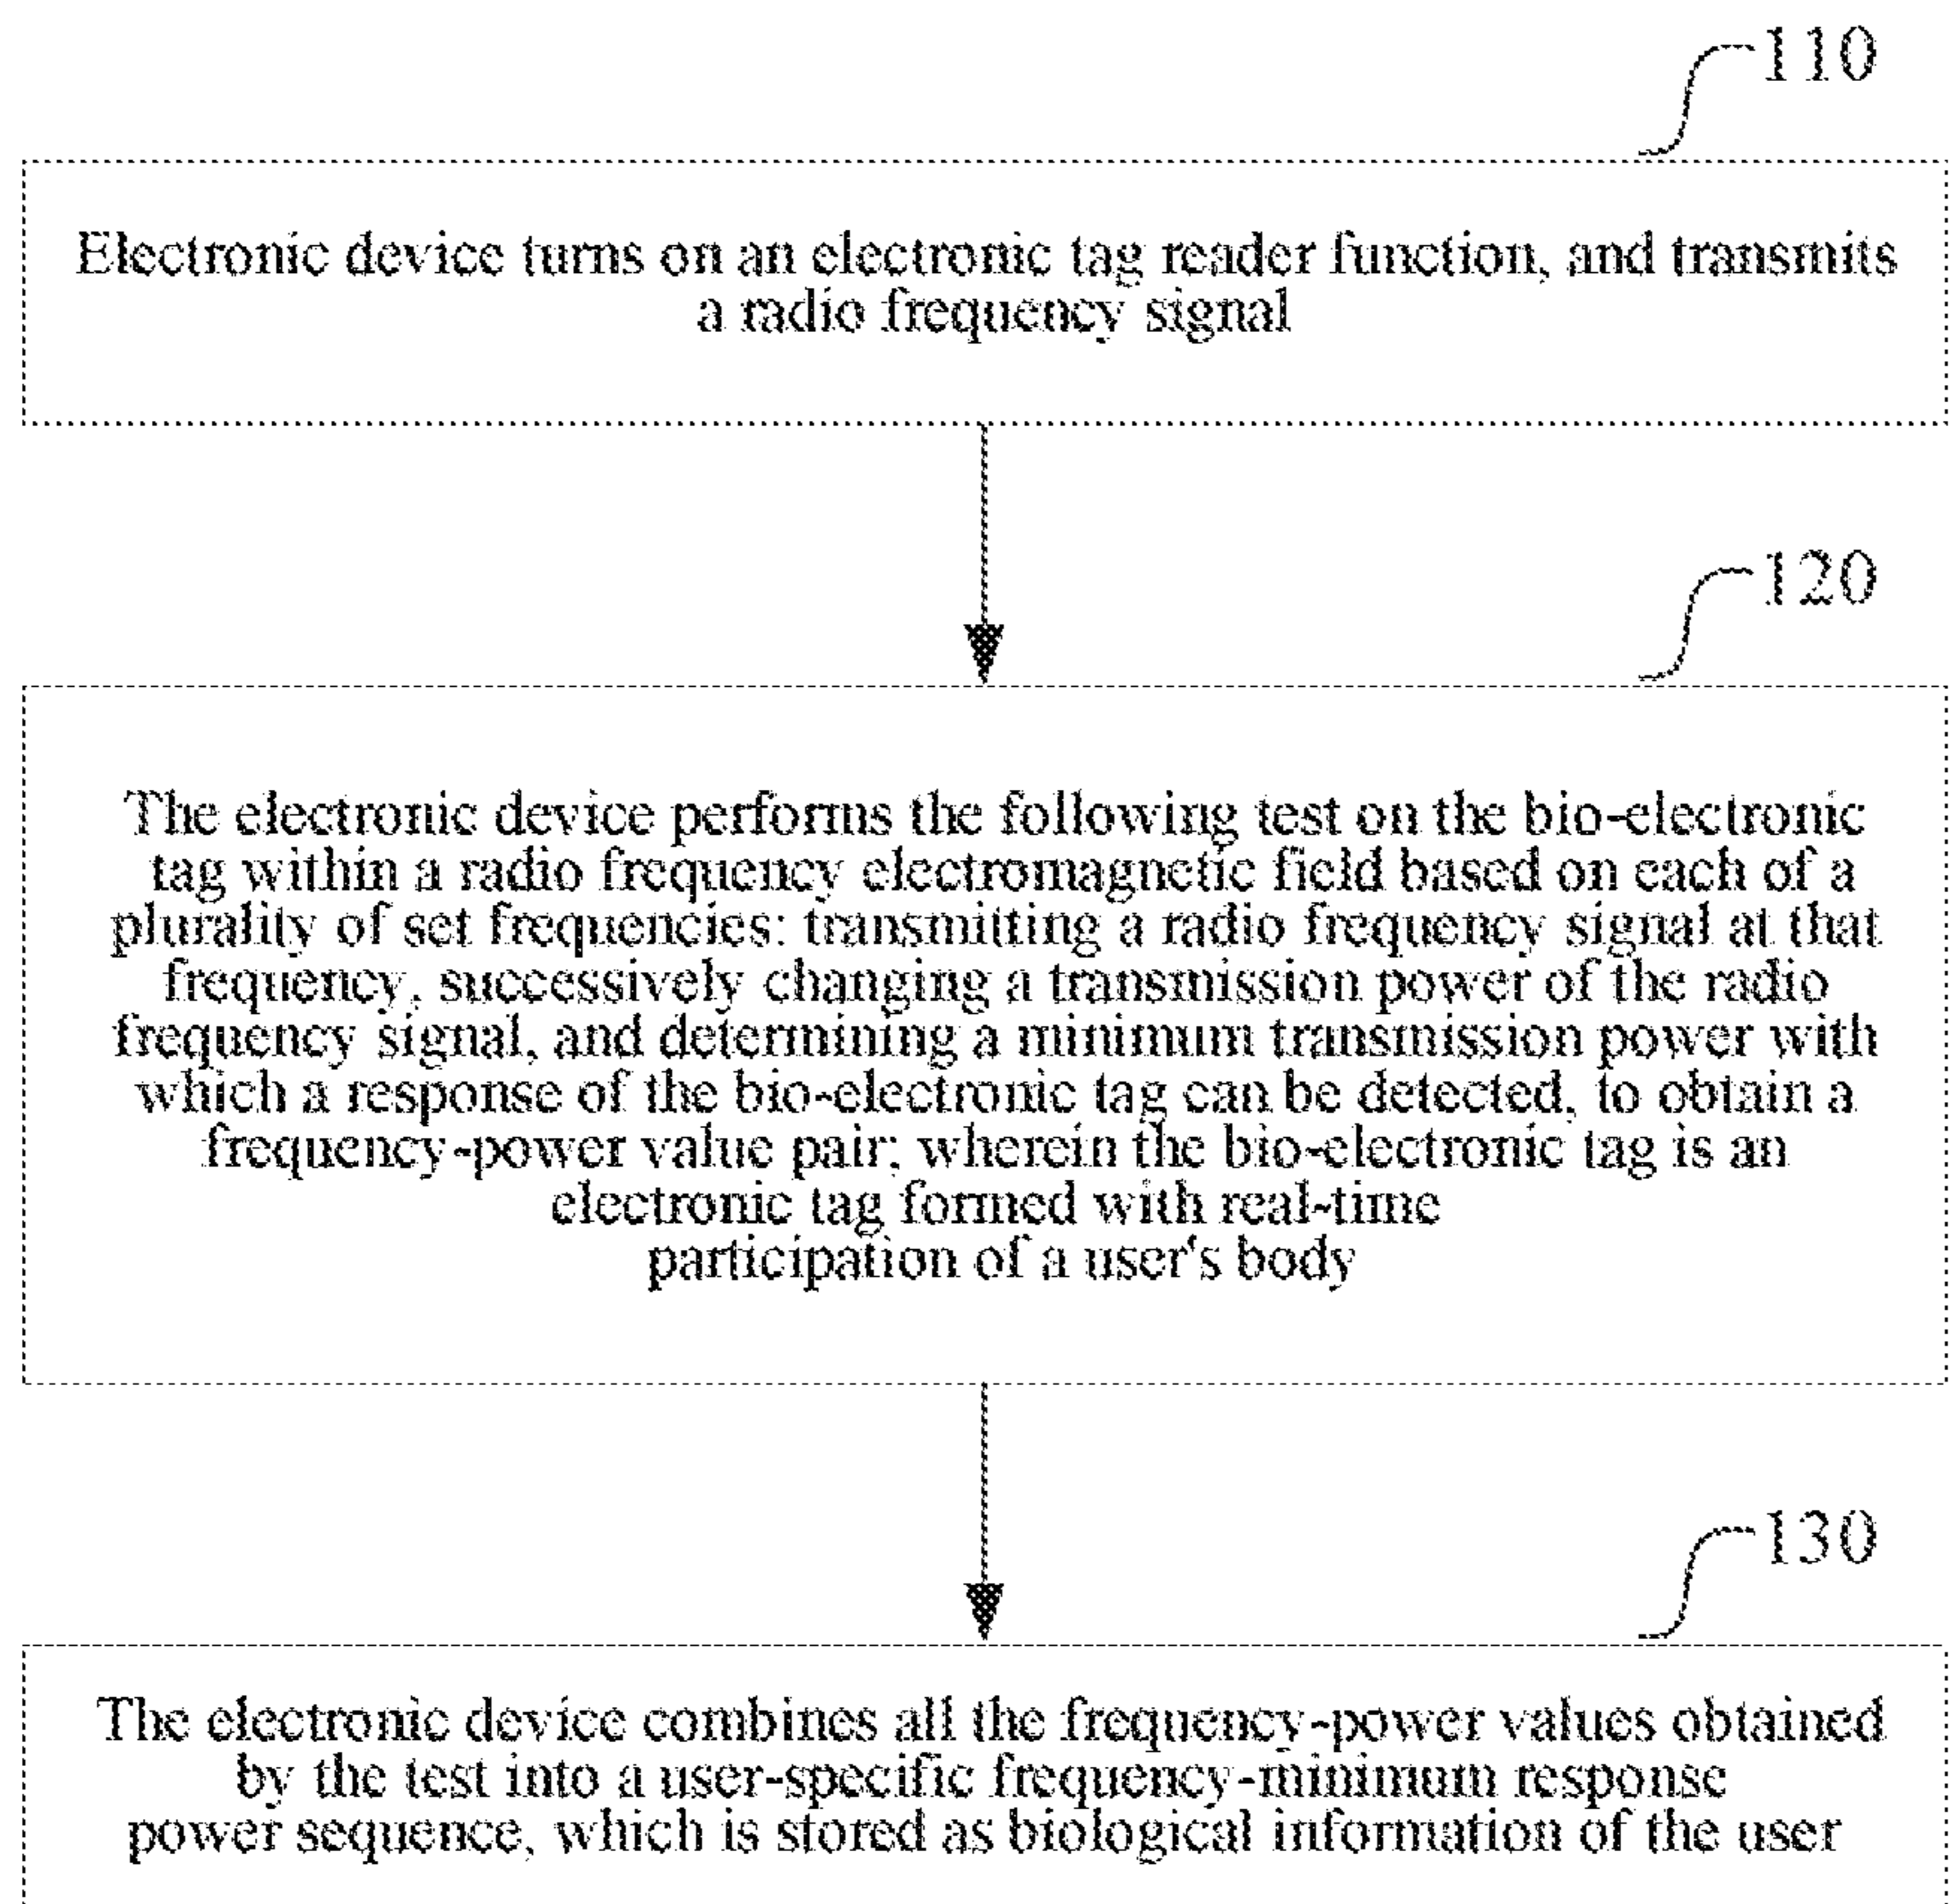 110
Electronic device turns on an electronic tag reader function, and transmits
a radio frequency signal
120
The electronic device performs the following test on the bio-electronic
tag within a radio frequency electromagnetic field based on each of a
plurality of set frequencies: transmitting a radio frequency signal at that
frequency, successively changing a transmission power of the radio
frequency signal, and determining a minimum transmission power with
which a response of the bio-electronic tag can be detected, to obtain a
frequency-power value pair; wherein the bio-electronic tag is an
electronic tag formed with real-time
participation of a user's body
130
The electronic device combines all the frequency-power values obtained
by the test into a user-specific frequency-minimum response
power sequence, which is stored as biological information of the user